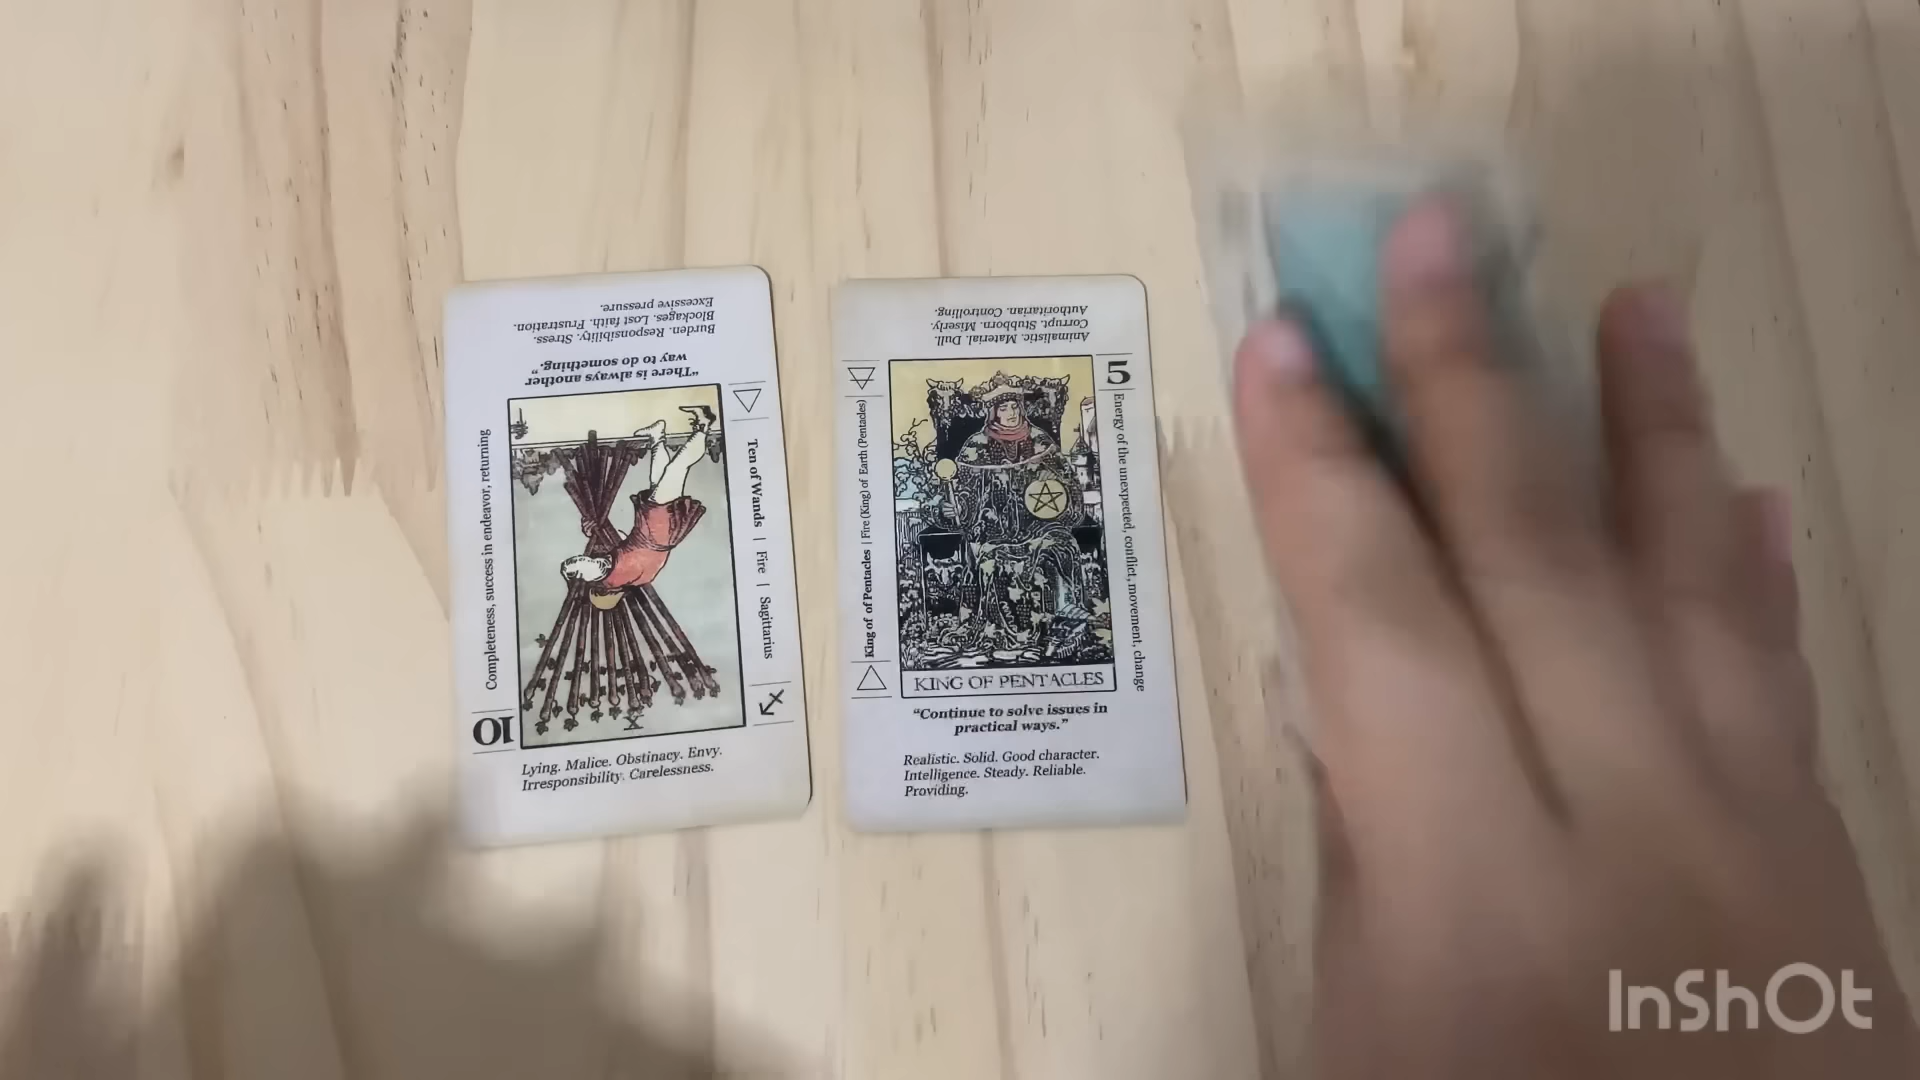 Burden. Responsibility. Stress.
Blockages. Lost faith. Frustration.
Excessive pressure.
"There is always another
way to do something."
Completeness, success in endeavor, returning
Ten of Wands | Fire | Sagittarius
10
X
Lying. Malice. Obstinacy. Envy.
Irresponsibility. Carelessness.
Animalistic. Material. Dull.
Corrupt. Stubborn. Miserly.
Authoritarian. Controlling.
5
King of Pentacles | Fire (King) of Earth (Pentacles)
Energy of the unexpected, conflict, movement, change
KING OF PENTACLES
"Continue to solve issues in
practical ways."
Realistic. Solid. Good character.
Intelligence. Steady. Reliable.
Providing.
InShOt